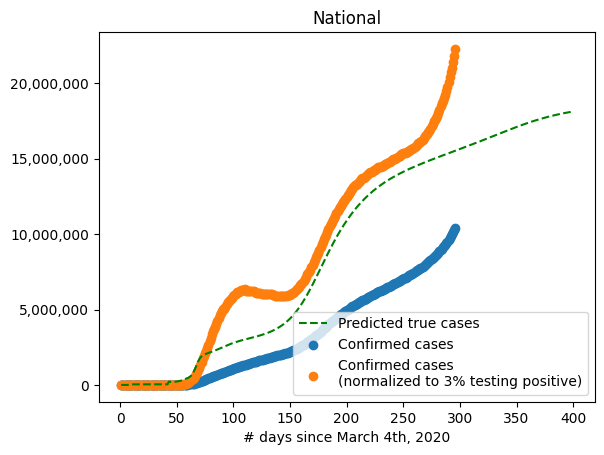 National
20,000,000
15,000,000
10,000,000
5,000,000
0
Predicted true cases
Confirmed cases
Confirmed cases
(normalized to 3% testing positive)
0 50 100 150 200 250 300 350 400
# days since March 4th, 2020